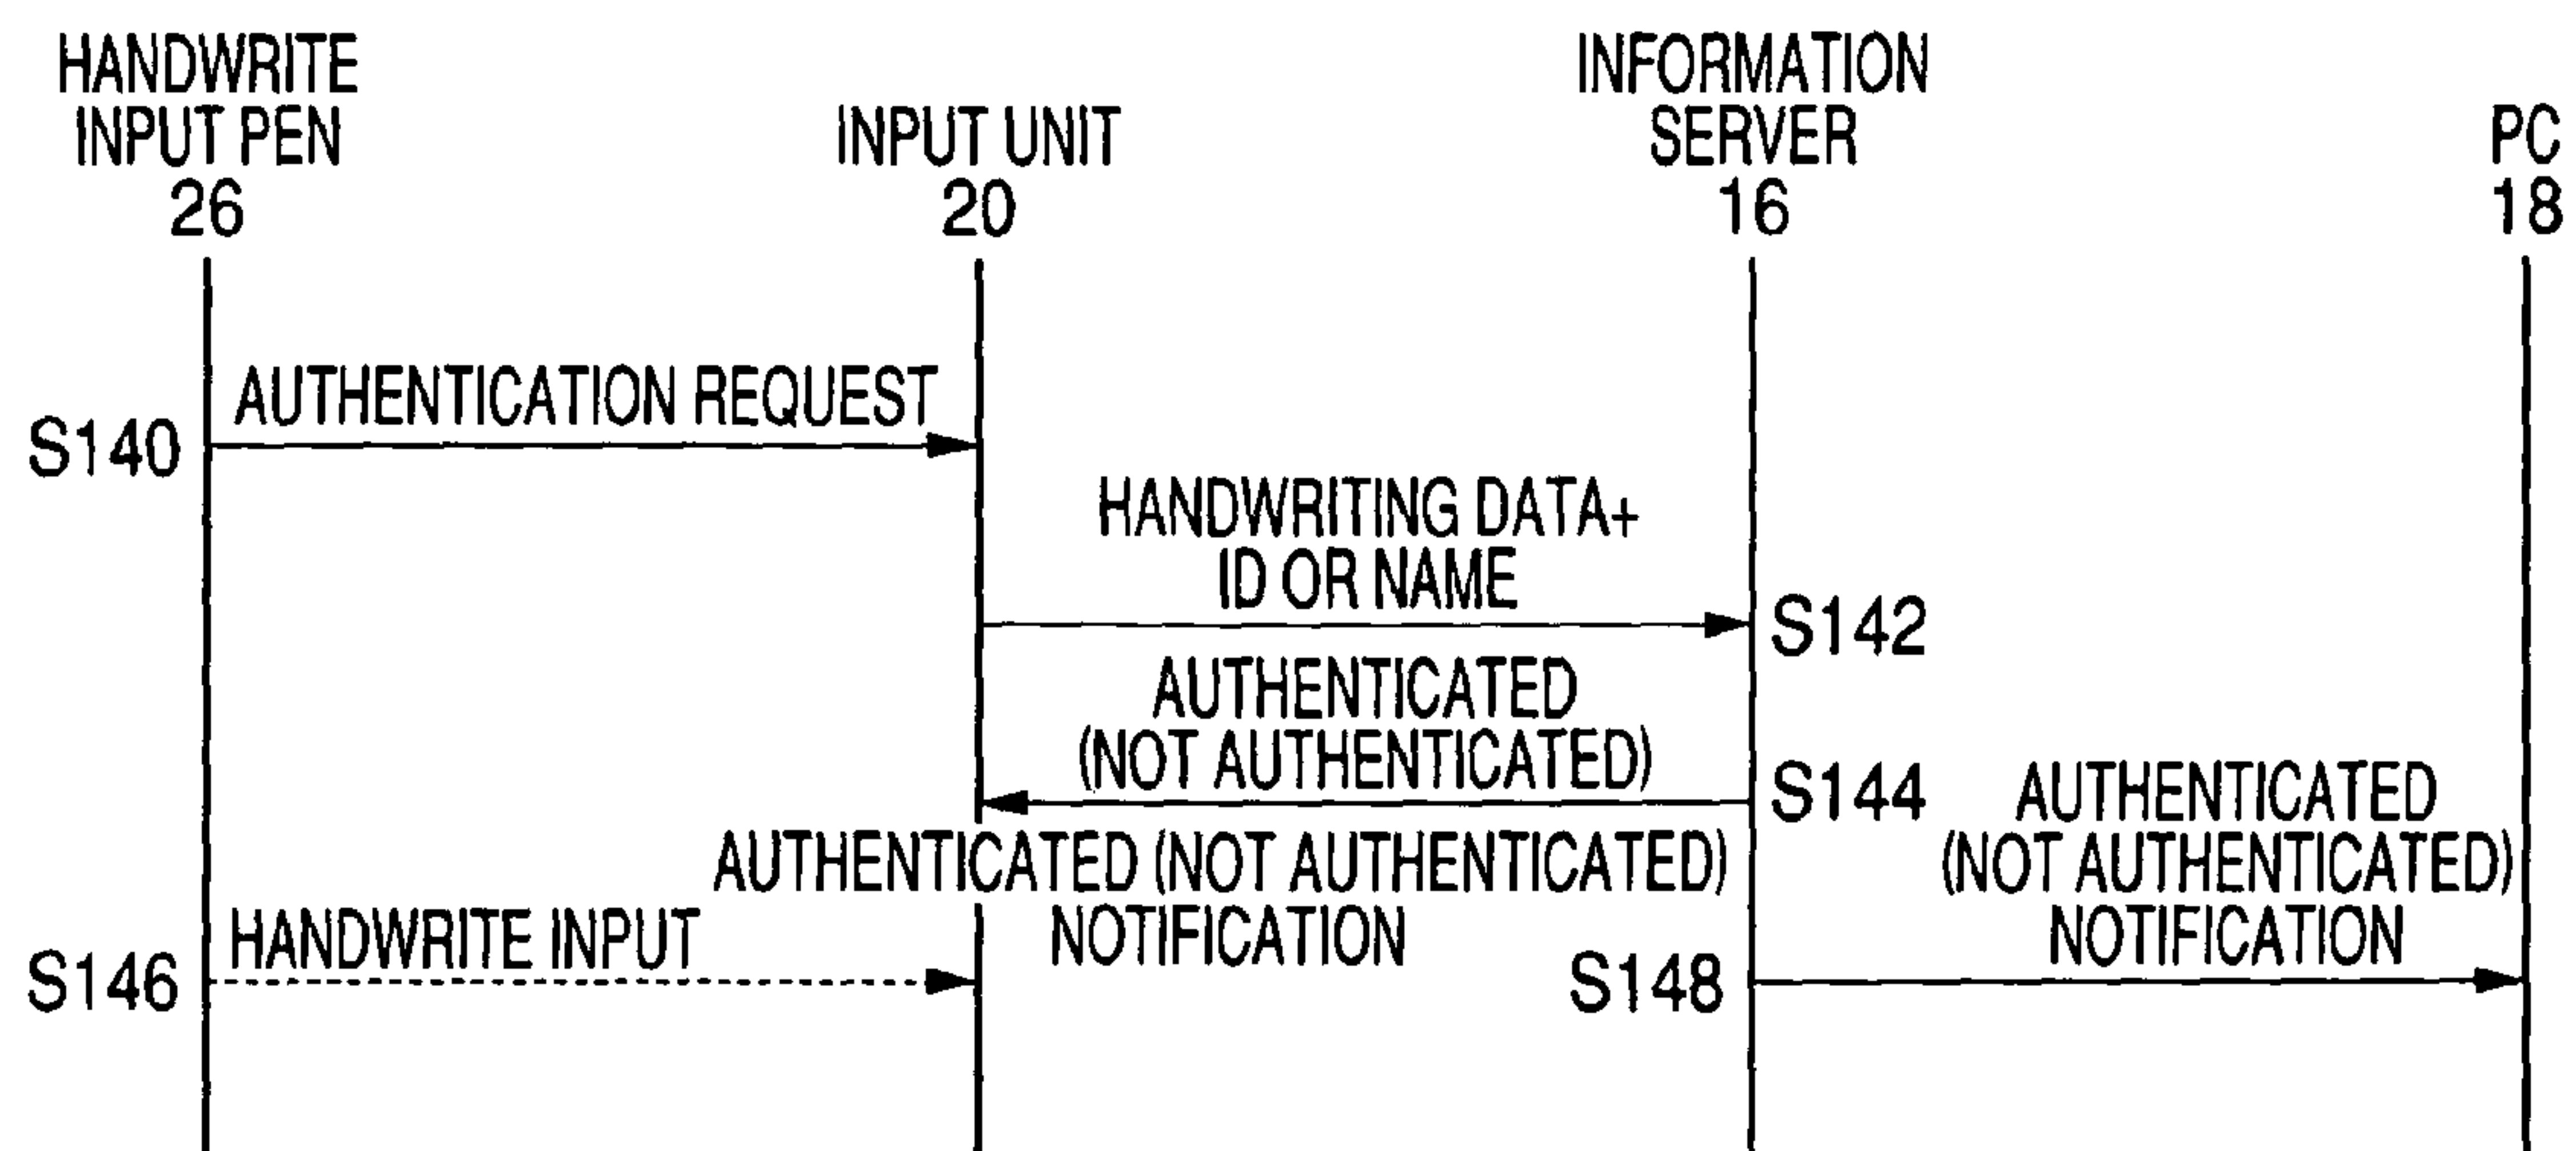 HANDWRITE
INPUT PEN
26
INPUT UNIT
20
INFORMATION
SERVER
16
PC
18
S140
AUTHENTICATION REQUEST
HANDWRITING DATA+
ID OR NAME
S142
AUTHENTICATED
(NOT AUTHENTICATED)
S144
AUTHENTICATED (NOT AUTHENTICATED)
NOTIFICATION
AUTHENTICATED
(NOT AUTHENTICATED)
NOTIFICATION
S146
HANDWRITE INPUT
S148